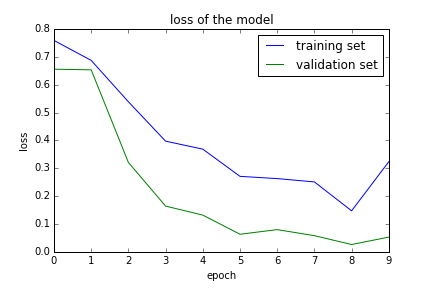 loss of the model
training set
validation set
loss
0.8
0.7
0.6
0.5
0.4
0.3
0.2
0.1
0.0
0 1 2 3 4 5 6 7 8 9
epoch